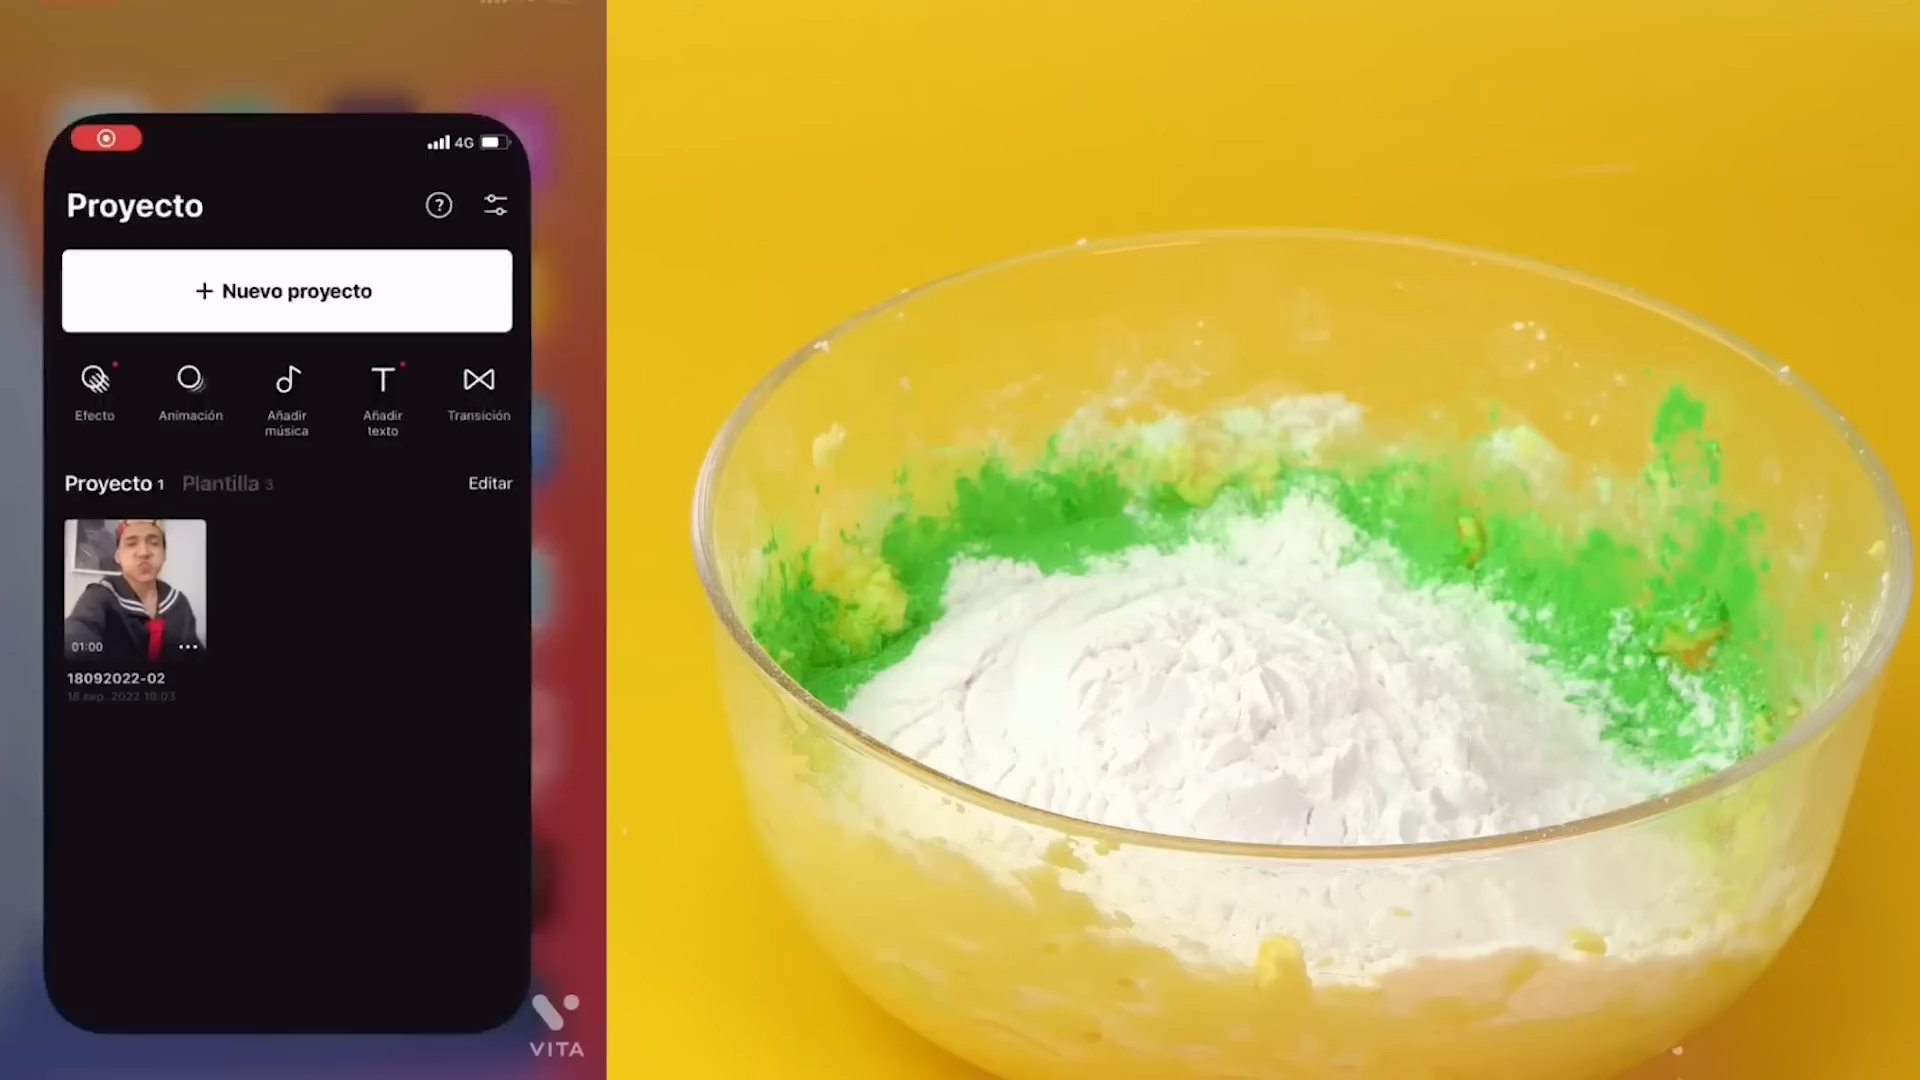 4G
Proyecto
?
+ Nuevo proyecto
Efecto
Animación
Añadir
música
Añadir
texto
Transición
Proyecto 1
Plantilla 3
Editar
01:00
18092022-02
VITA